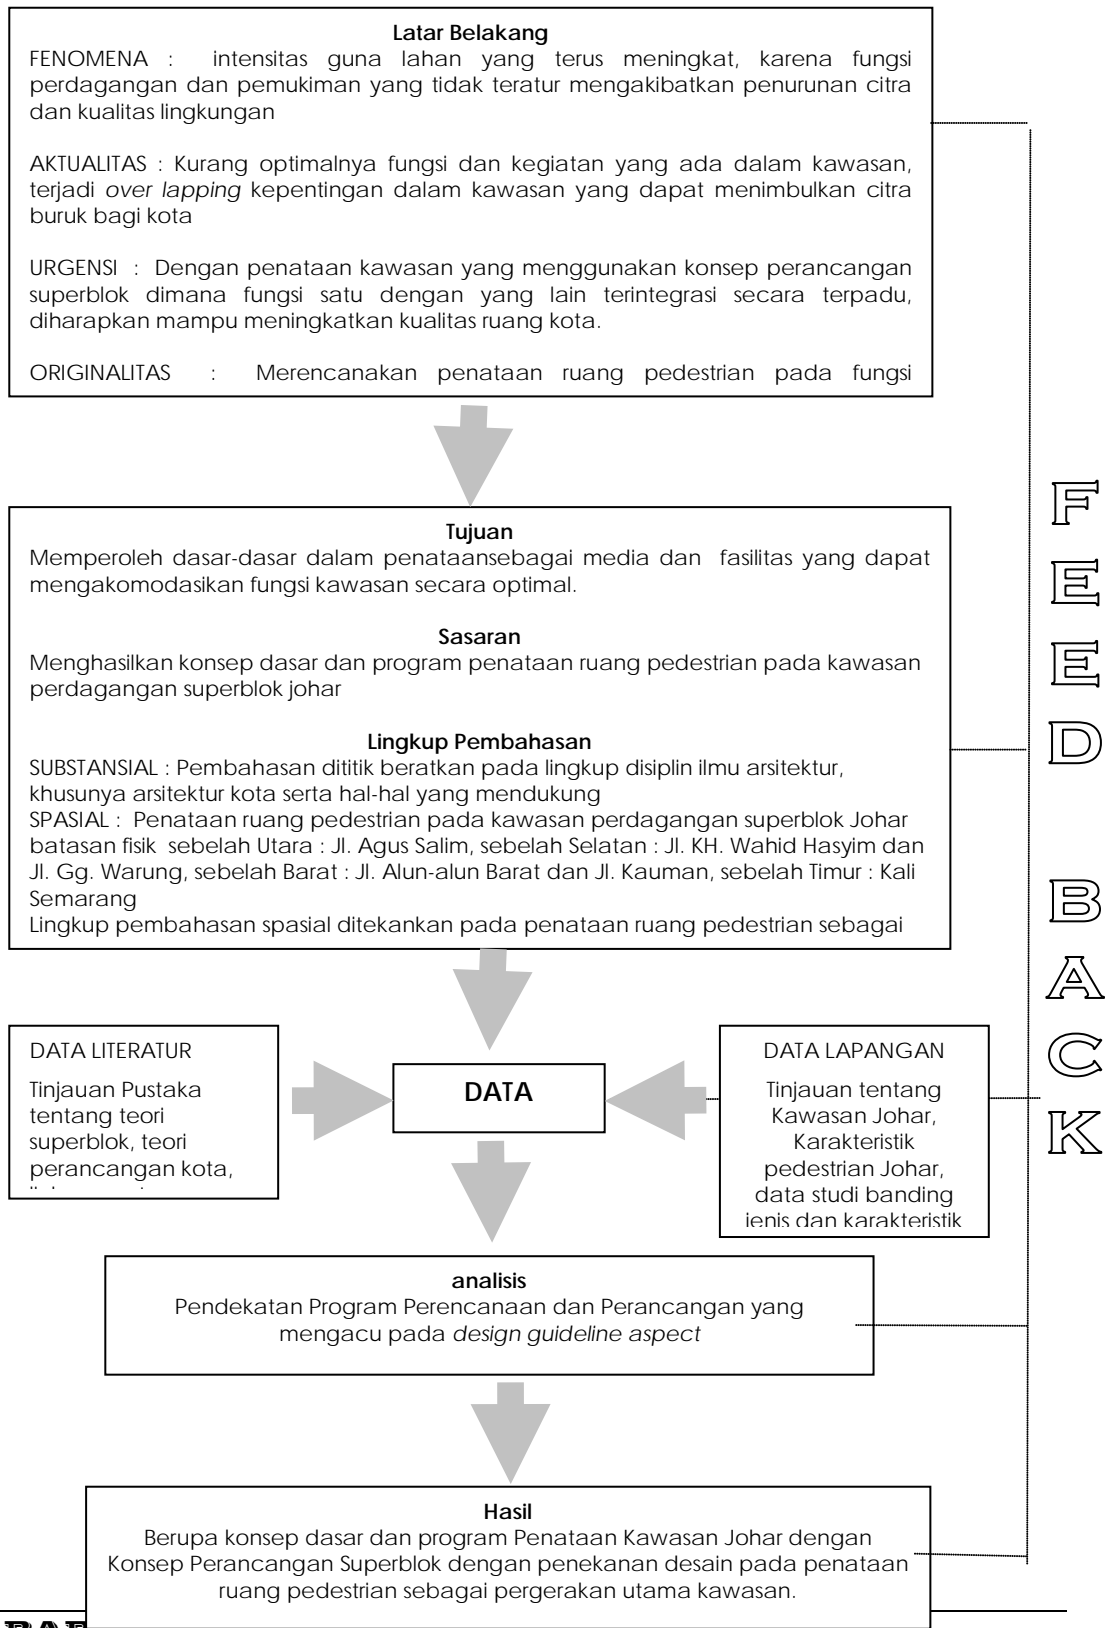 Latar Belakang
FENOMENA : intensitas guna lahan yang terus meningkat, karena fungsi
perdagangan dan pemukiman yang tidak teratur mengakibatkan penurunan citra
dan kualitas lingkungan
AKTUALITAS : Kurang optimalnya fungsi dan kegiatan yang ada dalam kawasan,
terjadi over lapping kepentingan dalam kawasan yang dapat menimbulkan citra
buruk bagi kota
URGENSI : Dengan penataan kawasan yang menggunakan konsep perancangan
superblok dimana fungsi satu dengan yang lain terintegrasi secara terpadu,
diharapkan mampu meningkatkan kualitas ruang kota.
ORIGINALITAS : Merencanakan penataan ruang pedestrian pada fungsi
Tujuan
Memperoleh dasar-dasar dalam penataansebagai media dan fasilitas yang dapat
mengakomodasikan fungsi kawasan secara optimal.
Sasaran
Menghasilkan konsep dasar dan program penataan ruang pedestrian pada kawasan
perdagangan superblok johar
Lingkup Pembahasan
SUBSTANSIAL : Pembahasan dititik beratkan pada lingkup disiplin ilmu arsitektur,
khusunya arsitektur kota serta hal-hal yang mendukung
SPASIAL : Penataan ruang pedestrian pada kawasan perdagangan superblok Johar
batasan fisik sebelah Utara : Jl. Agus Salim, sebelah Selatan : Jl. KH. Wahid Hasyim dan
Jl. Gg. Warung, sebelah Barat : Jl. Alun-alun Barat dan Jl. Kauman, sebelah Timur : Kali
Semarang
Lingkup pembahasan spasial ditekankan pada penataan ruang pedestrian sebagai
DATA LITERATUR
Tinjauan Pustaka
tentang teori
superblok, teori
perancangan kota,
DATA
DATA LAPANGAN
Tinjauan tentang
Kawasan Johar,
Karakteristik
pedestrian Johar,
data studi banding
jenis dan karakteristik
analisis
Pendekatan Program Perencanaan dan Perancangan yang
mengacu pada design guideline aspect
Hasil
Berupa konsep dasar dan program Penataan Kawasan Johar dengan
Konsep Perancangan Superblok dengan penekanan desain pada penataan
ruang pedestrian sebagai pergerakan utama kawasan.
FEED BACK